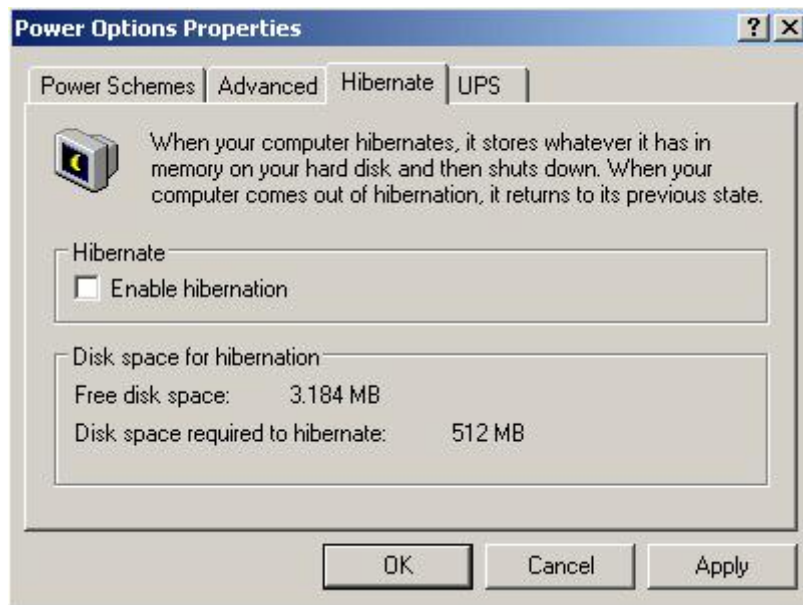 Power Options Properties
Power Schemes Advanced Hibernate UPS
When your computer hibernates, it stores whatever it has in
memory on your hard disk and then shuts down. When your
computer comes out of hibernation, it returns to its previous state.
Hibernate
Enable hibernation
Disk space for hibernation
Free disk space: 3.184 MB
Disk space required to hibernate: 512 MB
OK Cancel Apply